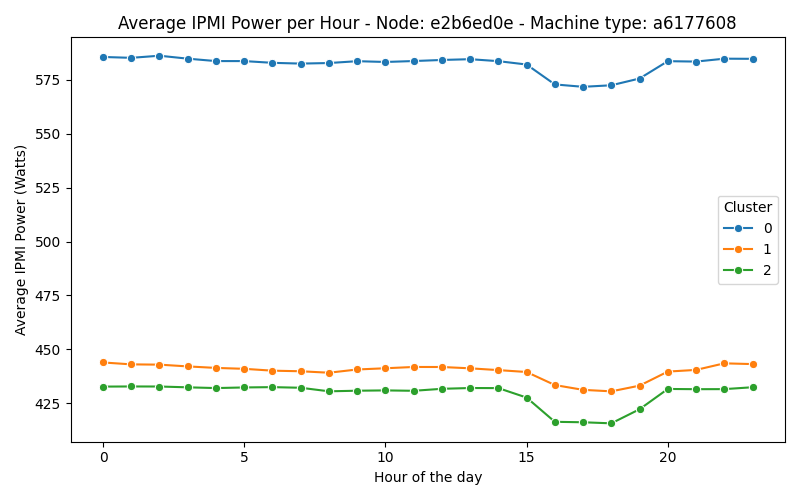 Average IPMI Power per Hour - Node: e2b6ed0e - Machine type: a6177608
Average IPMI Power (Watts)
575
550
525
500
475
450
425
Cluster
0
1
2
0 5 10 15 20
Hour of the day